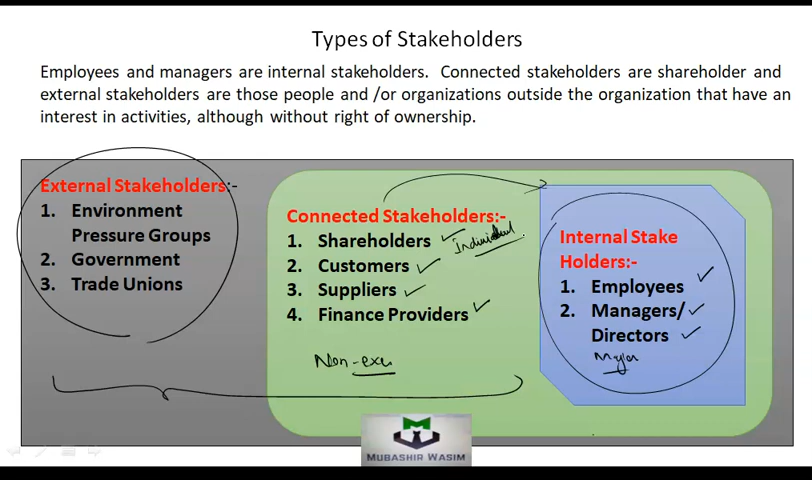 Types of Stakeholders
Employees and managers are internal stakeholders. Connected stakeholders are shareholder and
external stakeholders are those people and /or organizations outside the organization that have an
interest in activities, although without right of ownership.
External Stakeholders:-
1. Environment
Pressure Groups
2. Government
3. Trade Unions
Connected Stakeholders:-
1. Shareholders
Individual
2. Customers
3. Suppliers
4. Finance Providers
Non-exe
Internal Stake
Holders:-
1. Employees
2. Managers/
Directors
Major
MUBASHIR WASIM